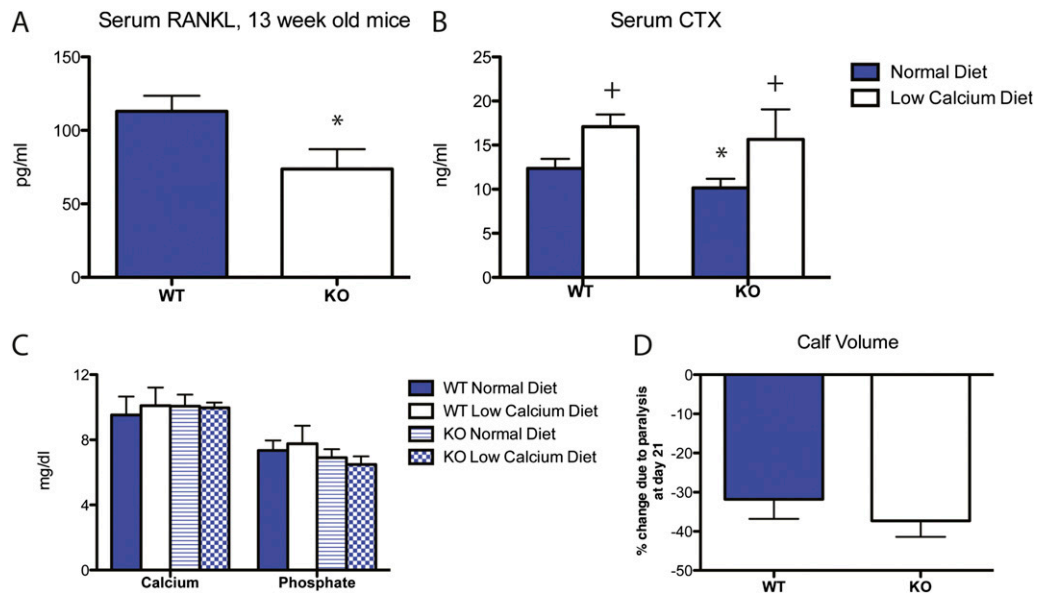 A
Serum RANKL, 13 week old mice
150
100
50
0
pg/ml
*
WT
KO
B
Serum CTX
25
20
15
10
5
0
ng/ml
+
*
+
WT
KO
Normal Diet
Low Calcium Diet
C
12
8
4
0
mg/dl
Calcium
Phosphate
WT Normal Diet
WT Low Calcium Diet
KO Normal Diet
KO Low Calcium Diet
D
Calf Volume
0
-10
-20
-30
-40
-50
% change due to paralysis
at day 21
WT
KO